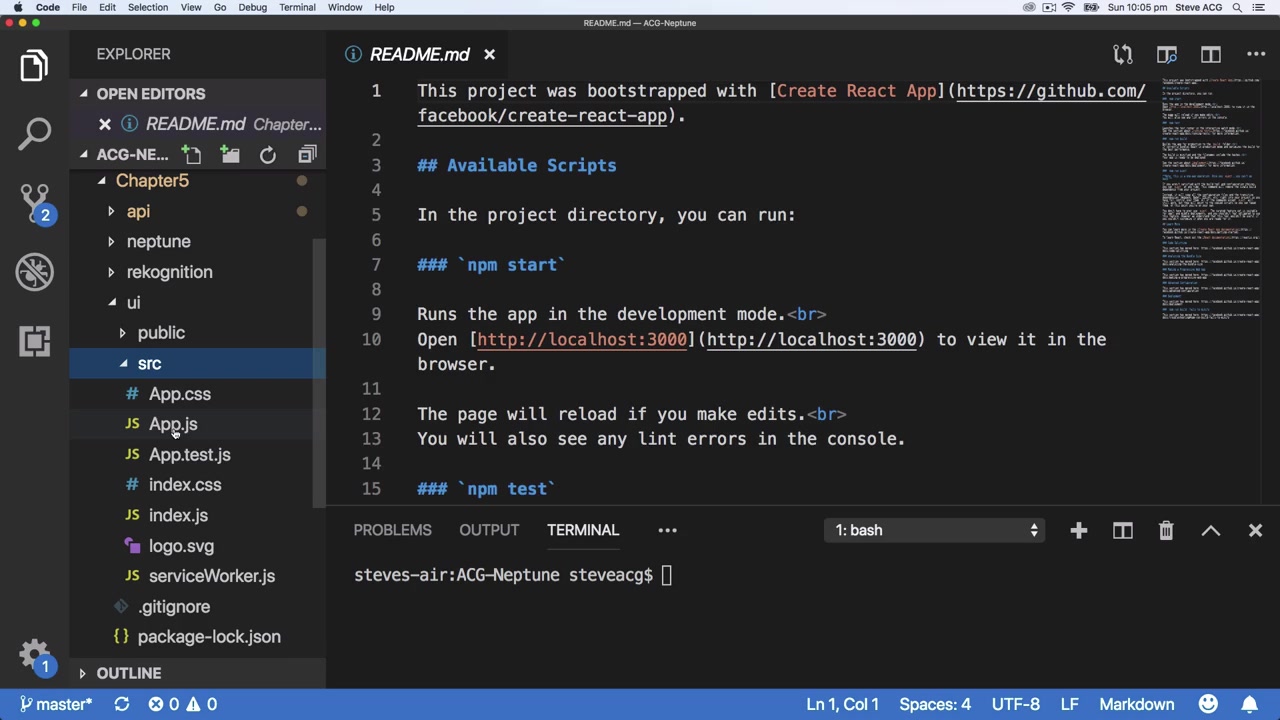 Code File Edit Selection View Go Debug Terminal Window Help Sun 10:05 pm Steve ACG
README.md — ACG-Neptune
EXPLORER
OPEN EDITORS
README.md Chapter...
ACG-NE...
Chapter5
api
neptune
rekognition
ui
public
src
# App.css
JS App.js
JS App.test.js
# index.css
JS index.js
logo.svg
JS serviceWorker.js
.gitignore
{} package-lock.json
OUTLINE
2
1
README.md
1 This project was bootstrapped with [Create React App](https://github.com/
facebook/create-react-app).
2
3 ## Available Scripts
4
5 In the project directory, you can run:
6
7 ### `npm start`
8
9 Runs the app in the development mode.<br>
10 Open [http://localhost:3000](http://localhost:3000) to view it in the
browser.
11
12 The page will reload if you make edits.<br>
13 You will also see any lint errors in the console.
14
15 ### `npm test`
PROBLEMS OUTPUT TERMINAL ... 1: bash
steves-air:ACG-Neptune steveacg$
master* 0 0 Ln 1, Col 1 Spaces: 4 UTF-8 LF Markdown